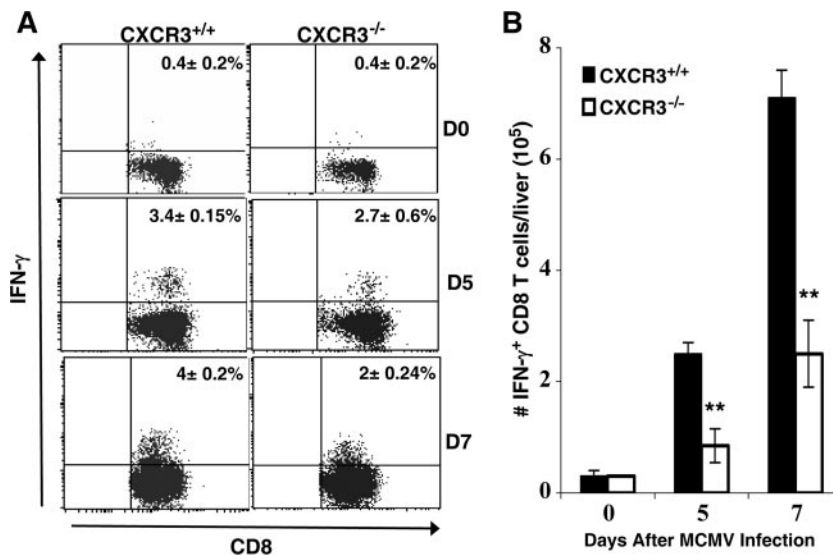 A
CXCR3+/+
CXCR3-/-
0.4± 0.2%
0.4± 0.2%
D0
3.4± 0.15%
2.7± 0.6%
D5
4± 0.2%
2± 0.24%
D7
IFN-γ
CD8
B
CXCR3+/+
CXCR3-/-
# IFN-γ+ CD8 T cells/liver (10^5)
8
6
4
2
0
**
**
0 5 7
Days After MCMV Infection